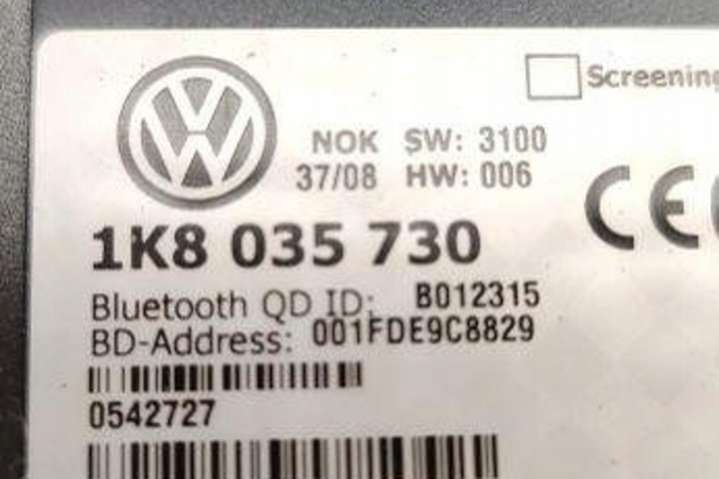 Screening
NOK SW: 3100
37/08 HW: 006
1K8 035 730
Bluetooth QD ID: B012315
BD-Address: 001FDE9C8829
0542727